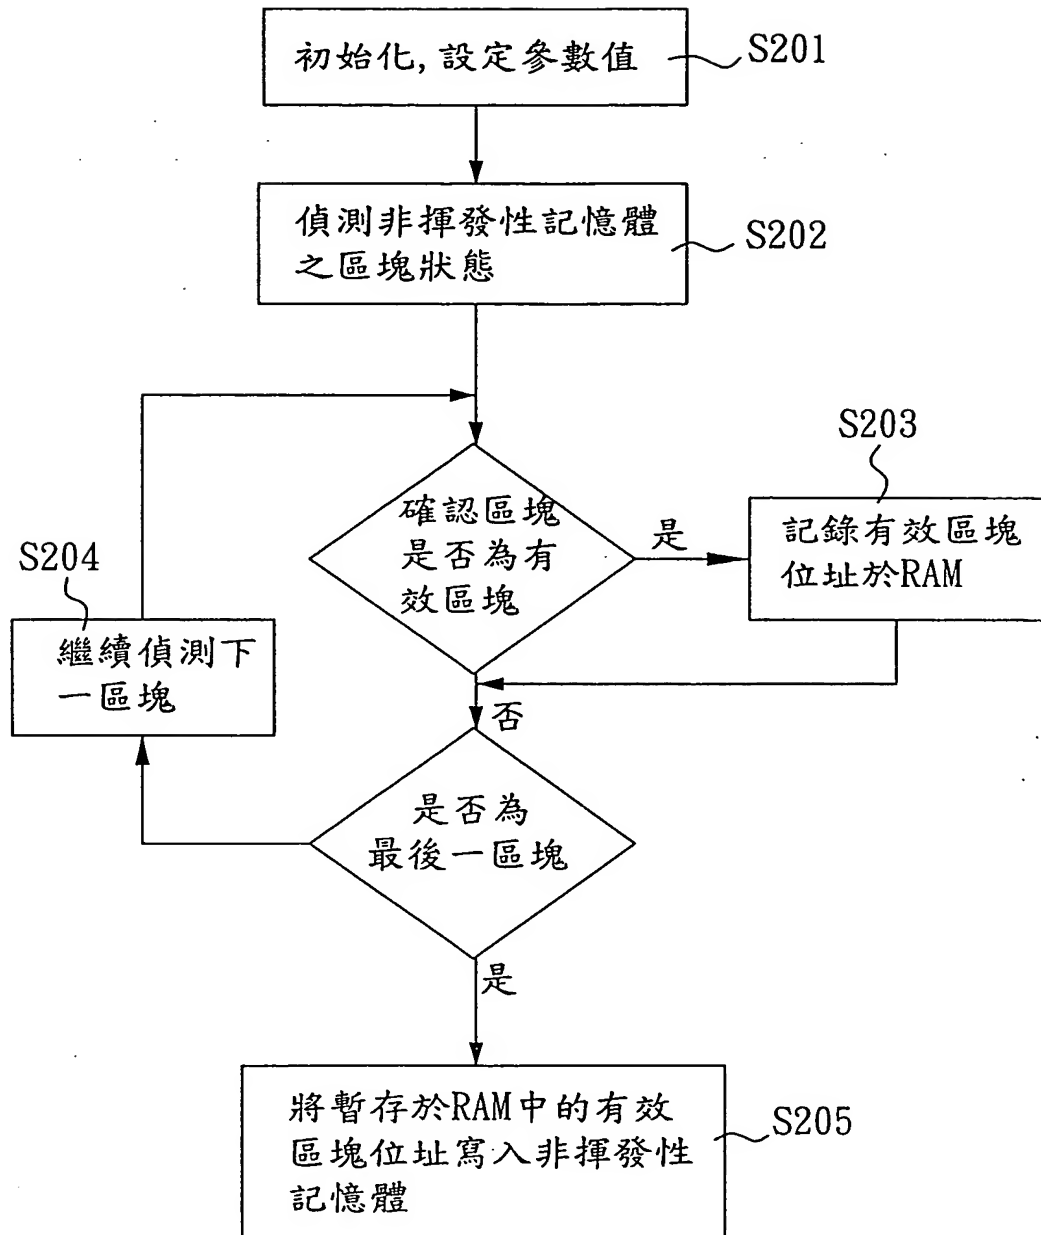 初始化,設定參數值
S201
偵測非揮發性記憶體
之區塊狀態
S202
S203
確認區塊
是否為有
效區塊
是
記錄有效區塊
位址於RAM
S204
繼續偵測下
一區塊
否
是否為
最後一區塊
是
將暫存於RAM中的有效
區塊位址寫入非揮發性
記憶體
S205